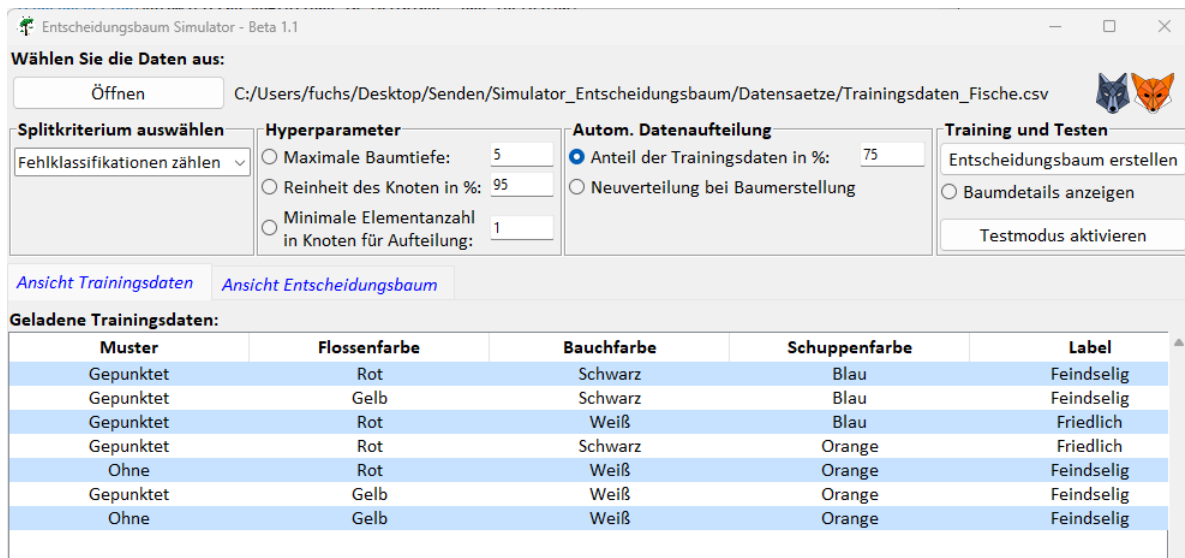 Entscheidungsbaum Simulator - Beta 1.1
Wählen Sie die Daten aus:
Öffnen C:/Users/fuchs/Desktop/Senden/Simulator_Entscheidungsbaum/Datensaetze/Trainingsdaten_Fische.csv
Splitkriterium auswählen
Fehlklassifikationen zählen
Hyperparameter
Maximale Baumtiefe: 5
Reinheit des Knoten in %: 95
Minimale Elementanzahl
in Knoten für Aufteilung: 1
Autom. Datenaufteilung
Anteil der Trainingsdaten in %: 75
Neuverteilung bei Baumerstellung
Training und Testen
Entscheidungsbaum erstellen
Baumdetails anzeigen
Testmodus aktivieren
Ansicht Trainingsdaten Ansicht Entscheidungsbaum
Geladene Trainingsdaten:
Muster Flossenfarbe Bauchfarbe Schuppenfarbe Label
Gepunktet Rot Schwarz Blau Feindselig
Gepunktet Gelb Schwarz Blau Feindselig
Gepunktet Rot Weiß Blau Friedlich
Gepunktet Rot Schwarz Orange Friedlich
Ohne Rot Weiß Orange Feindselig
Gepunktet Gelb Weiß Orange Feindselig
Ohne Gelb Weiß Orange Feindselig